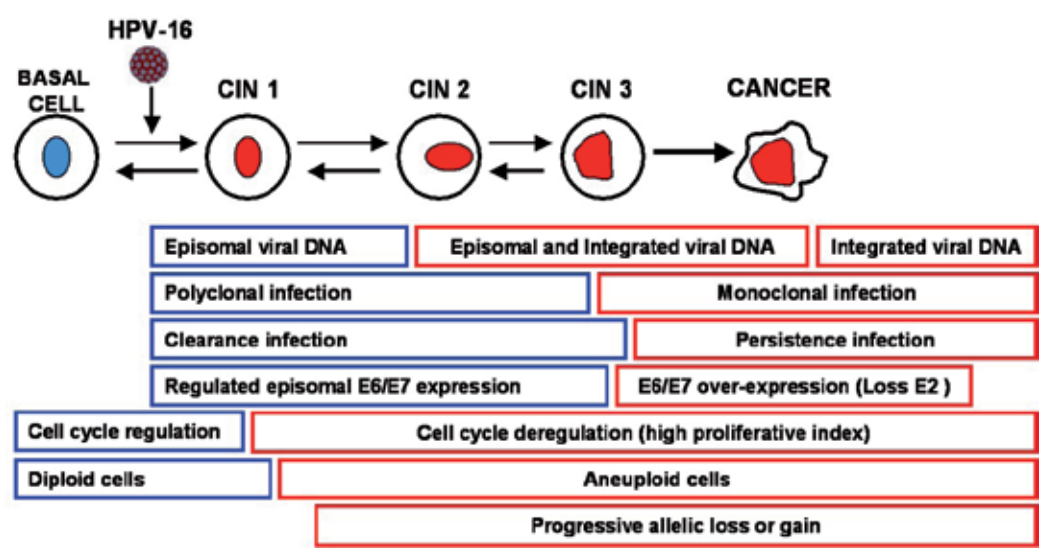 HPV-16
BASAL
CELL
CIN 1
CIN 2
CIN 3
CANCER
Episomal viral DNA
Episomal and Integrated viral DNA
Integrated viral DNA
Polyclonal infection
Monoclonal infection
Clearance infection
Persistence infection
Regulated episomal E6/E7 expression
E6/E7 over-expression (Loss E2 )
Cell cycle regulation
Cell cycle deregulation (high proliferative index)
Diploid cells
Aneuploid cells
Progressive allelic loss or gain